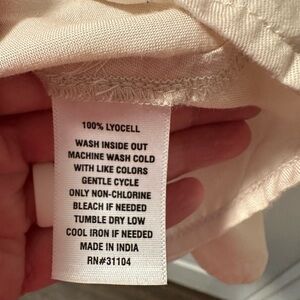 100% LYOCELL
WASH INSIDE OUT
MACHINE WASH COLD
WITH LIKE COLORS
GENTLE CYCLE
ONLY NON-CHLORINE
BLEACH IF NEEDED
TUMBLE DRY LOW
COOL IRON IF NEEDED
MADE IN INDIA
RN#31104